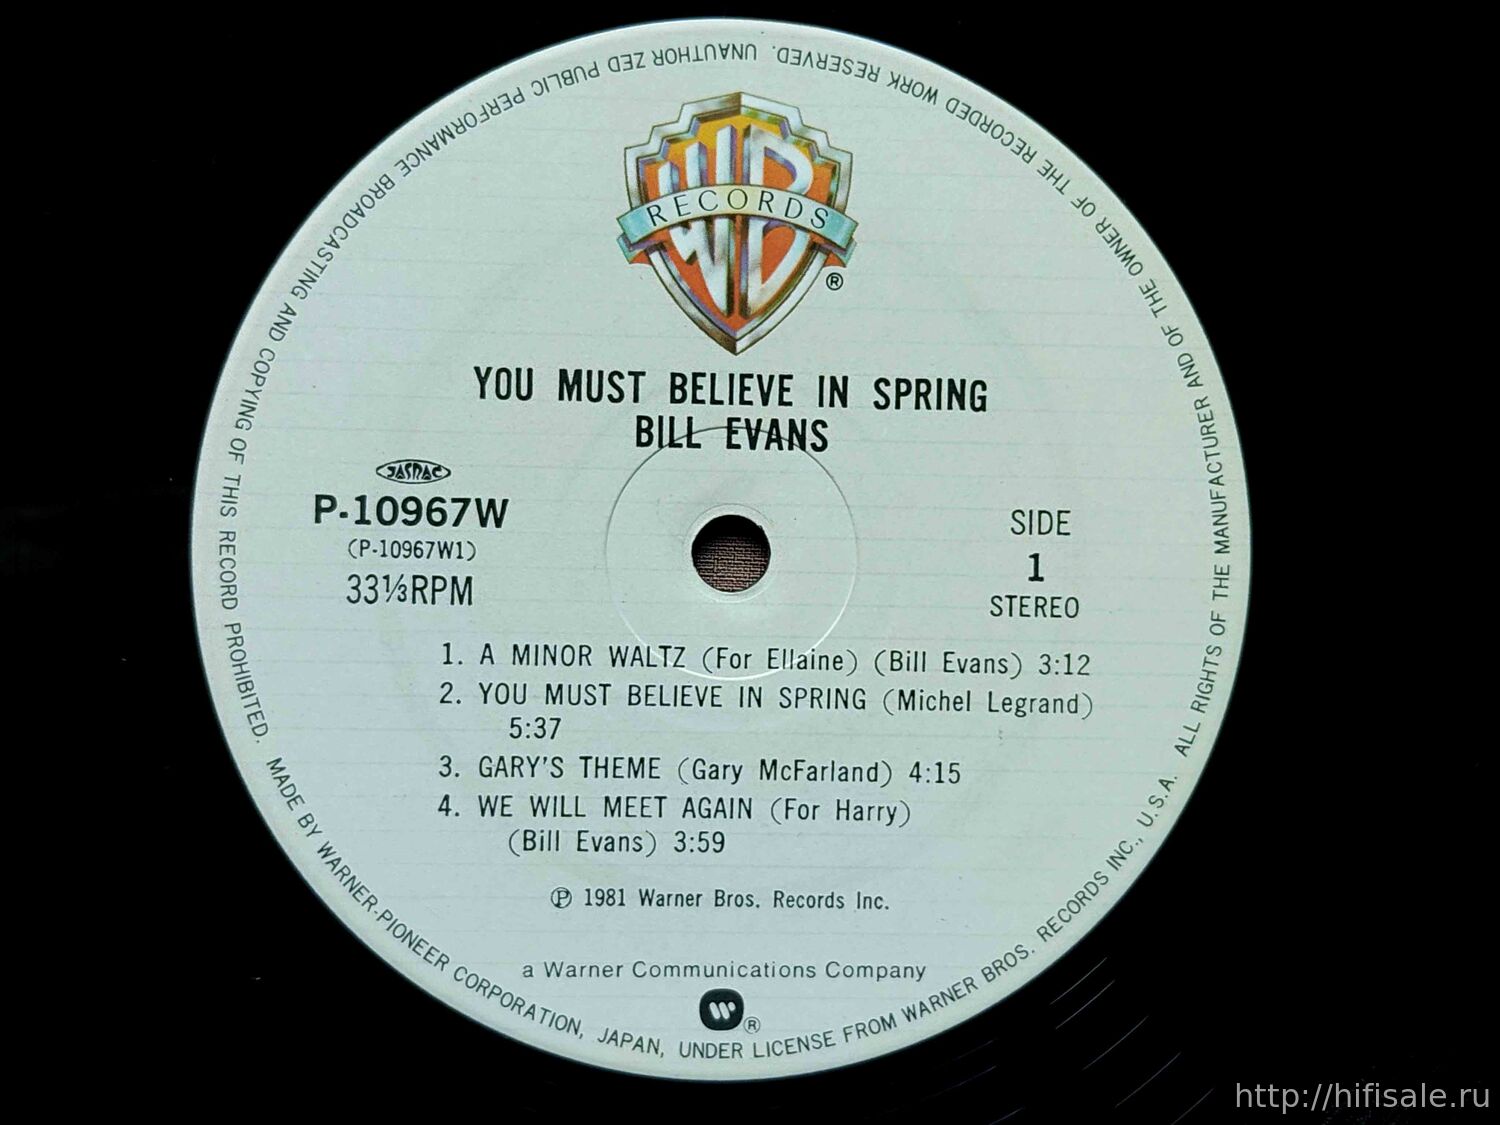 WB
RECORDS
®
YOU MUST BELIEVE IN SPRING
BILL EVANS
JASRAC
P-10967W
(P-10967W1)
33⅓RPM
SIDE
1
STEREO
1. A MINOR WALTZ (For Ellaine) (Bill Evans) 3:12
2. YOU MUST BELIEVE IN SPRING (Michel Legrand)
5:37
3. GARY'S THEME (Gary McFarland) 4:15
4. WE WILL MEET AGAIN (For Harry)
(Bill Evans) 3:59
Ⓟ 1981 Warner Bros. Records Inc.
a Warner Communications Company
®
MADE BY WARNER-PIONEER CORPORATION, JAPAN, UNDER LICENSE FROM WARNER BROS. RECORDS INC., U.S.A. ALL RIGHTS OF THE MANUFACTURER AND OF THE OWNER OF THE RECORDED WORK RESERVED. UNAUTHOR ZED PUBLIC PERFORMANCE BROADCASTING AND COPYING OF THIS RECORD PROHIBITED.
http://hifisale.ru